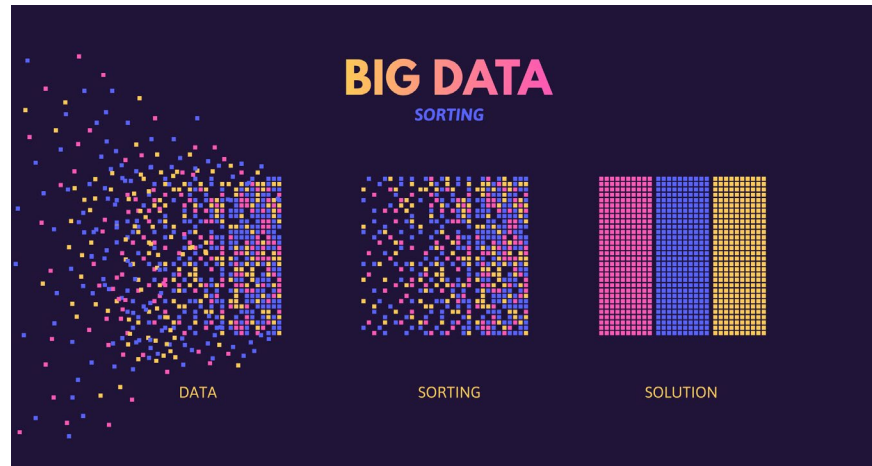 BIG DATA
SORTING
DATA
SORTING
SOLUTION